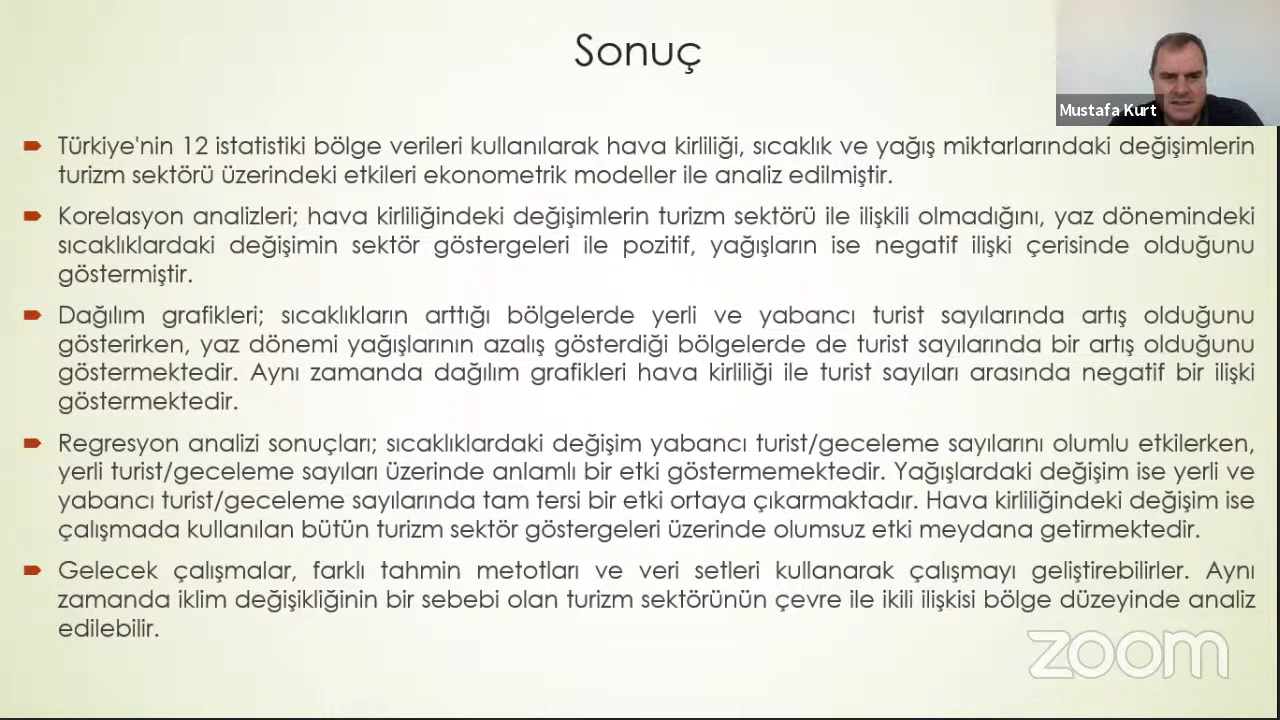 Sonuç
Mustafa Kurt
Türkiye'nin 12 istatistiki bölge verileri kullanılarak hava kirliliği, sıcaklık ve yağış miktarlarındaki değişimlerin
turizm sektörü üzerindeki etkileri ekonometrik modeller ile analiz edilmiştir.
Korelasyon analizleri; hava kirliliğindeki değişimlerin turizm sektörü ile ilişkili olmadığını, yaz dönemindeki
sıcaklıklardaki değişimin sektör göstergeleri ile pozitif, yağışların ise negatif ilişki çerisinde olduğunu
göstermiştir.
Dağılım grafikleri; sıcaklıkların arttığı bölgelerde yerli ve yabancı turist sayılarında artış olduğunu
gösterirken, yaz dönemi yağışlarının azalış gösterdiği bölgelerde de turist sayılarında bir artış olduğunu
göstermektedir. Aynı zamanda dağılım grafikleri hava kirliliği ile turist sayıları arasında negatif bir ilişki
göstermektedir.
Regresyon analizi sonuçları; sıcaklıklardaki değişim yabancı turist/geceleme sayılarını olumlu etkilerken,
yerli turist/geceleme sayıları üzerinde anlamlı bir etki göstermemektedir. Yağışlardaki değişim ise yerli ve
yabancı turist/geceleme sayılarında tam tersi bir etki ortaya çıkarmaktadır. Hava kirliliğindeki değişim ise
çalışmada kullanılan bütün turizm sektör göstergeleri üzerinde olumsuz etki meydana getirmektedir.
Gelecek çalışmalar, farklı tahmin metotları ve veri setleri kullanarak çalışmayı geliştirebilirler. Aynı
zamanda iklim değişikliğinin bir sebebi olan turizm sektörünün çevre ile ikili ilişkisi bölge düzeyinde analiz
edilebilir.
zoom